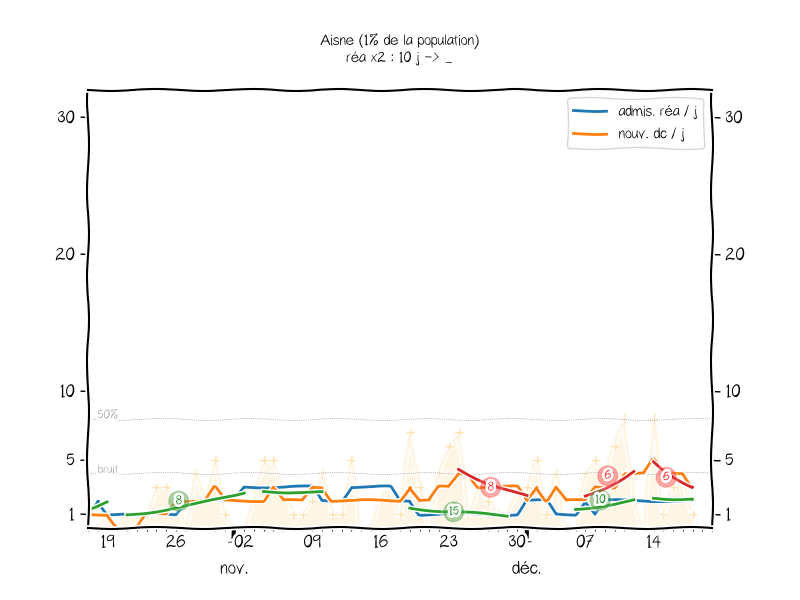 Aisne (1% de la population)
réa x2 : 10 j -> _
admis. réa / j
nouv. dc / j
30 30
20 20
10 10
50%
bruit
5 5
1 1
8 15 8 6 10 6
19 26 02 09 16 23 30 07 14
nov. déc.